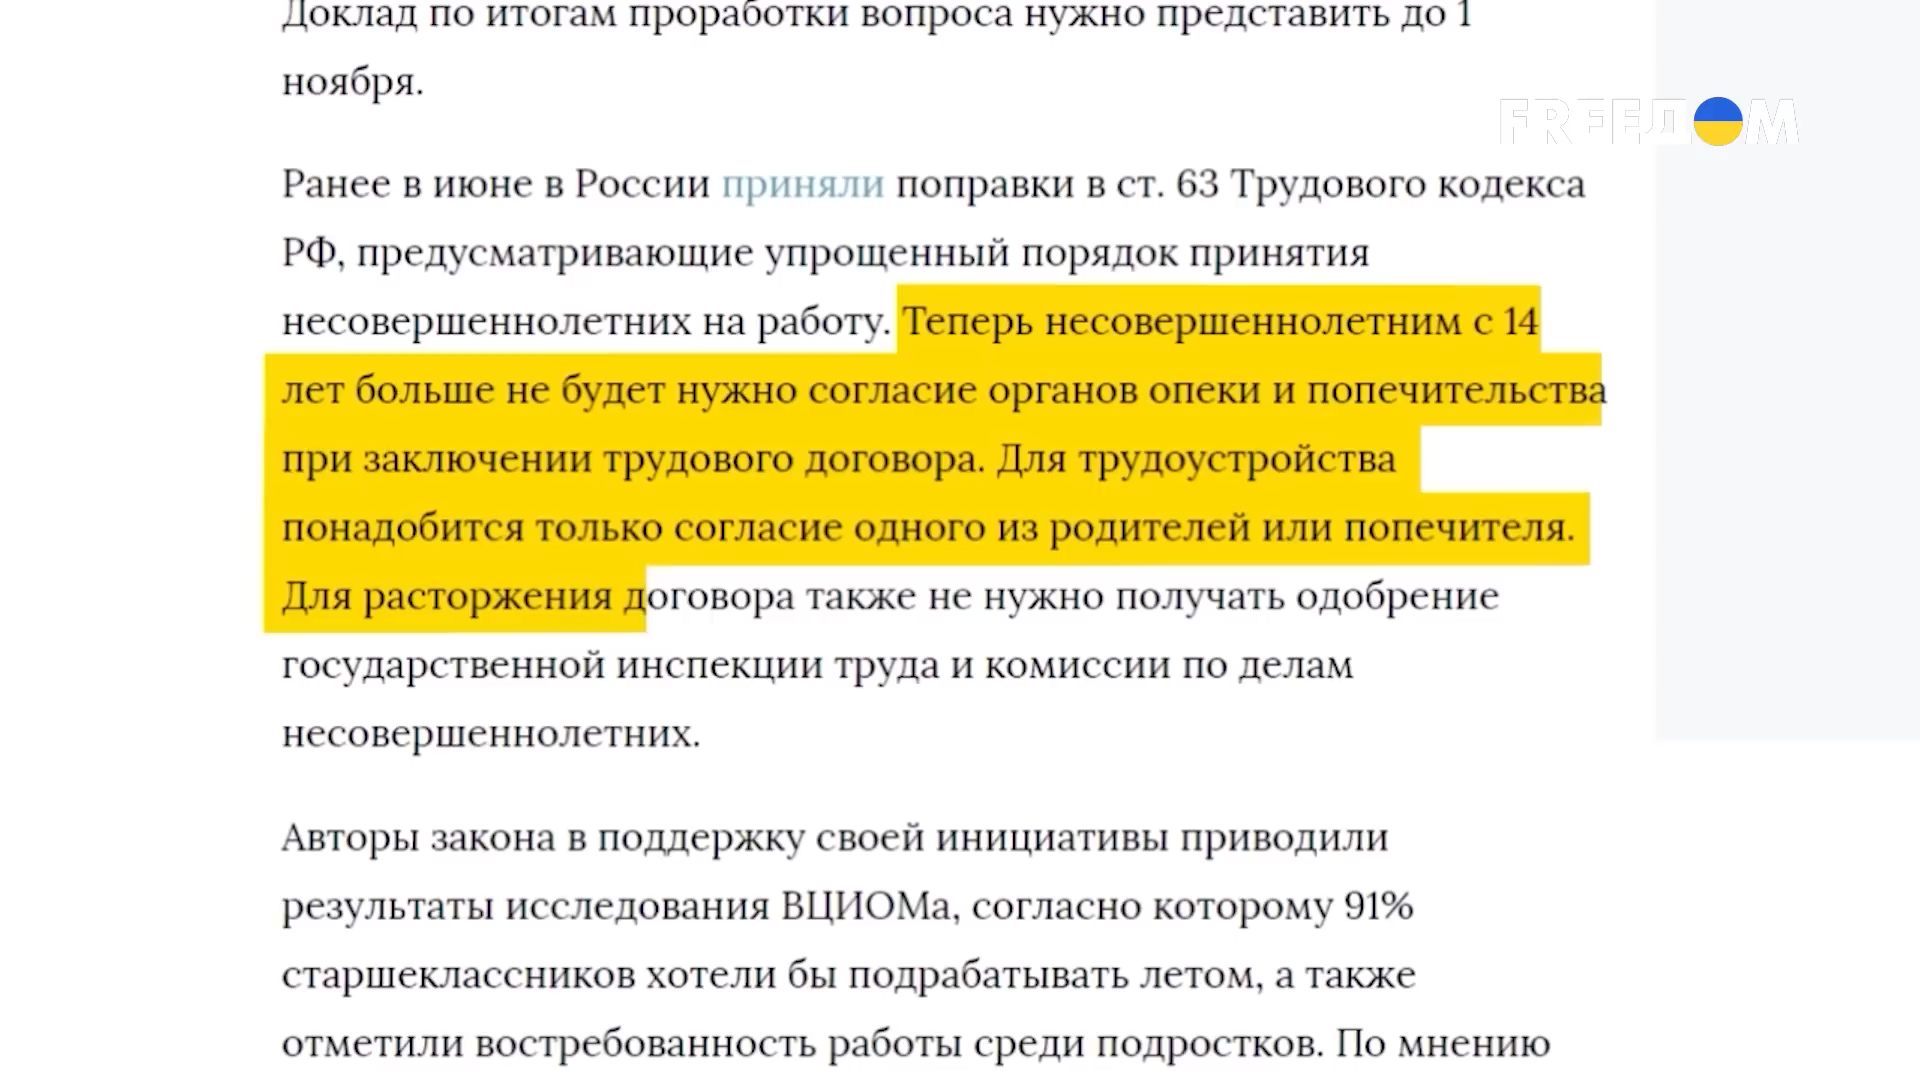 Доклад по итогам проработки вопроса нужно представить до 1
ноября.
FREEДОМ
Ранее в июне в России приняли поправки в ст. 63 Трудового кодекса
РФ, предусматривающие упрощенный порядок принятия
несовершеннолетних на работу. Теперь несовершеннолетним с 14
лет больше не будет нужно согласие органов опеки и попечительства
при заключении трудового договора. Для трудоустройства
понадобится только согласие одного из родителей или попечителя.
Для расторжения договора также не нужно получать одобрение
государственной инспекции труда и комиссии по делам
несовершеннолетних.
Авторы закона в поддержку своей инициативы приводили
результаты исследования ВЦИОМа, согласно которому 91%
старшеклассников хотели бы подрабатывать летом, а также
отметили востребованность работы среди подростков. По мнению